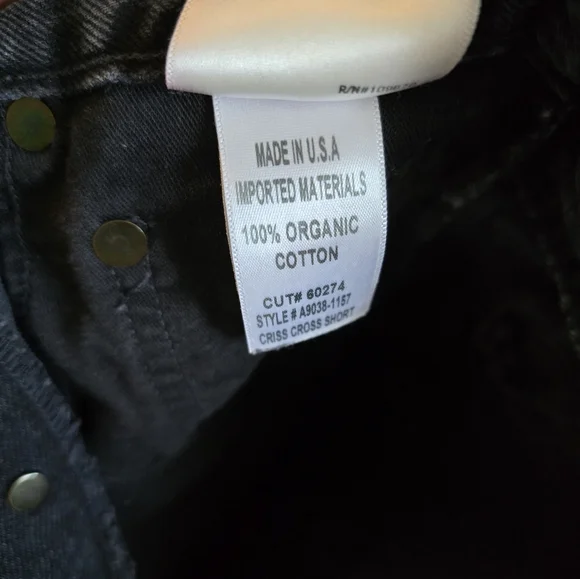 MADE IN U.S.A
IMPORTED MATERIALS
100% ORGANIC
COTTON
CUT# 60274
STYLE # A9038-1157
CRISS CROSS SHORT